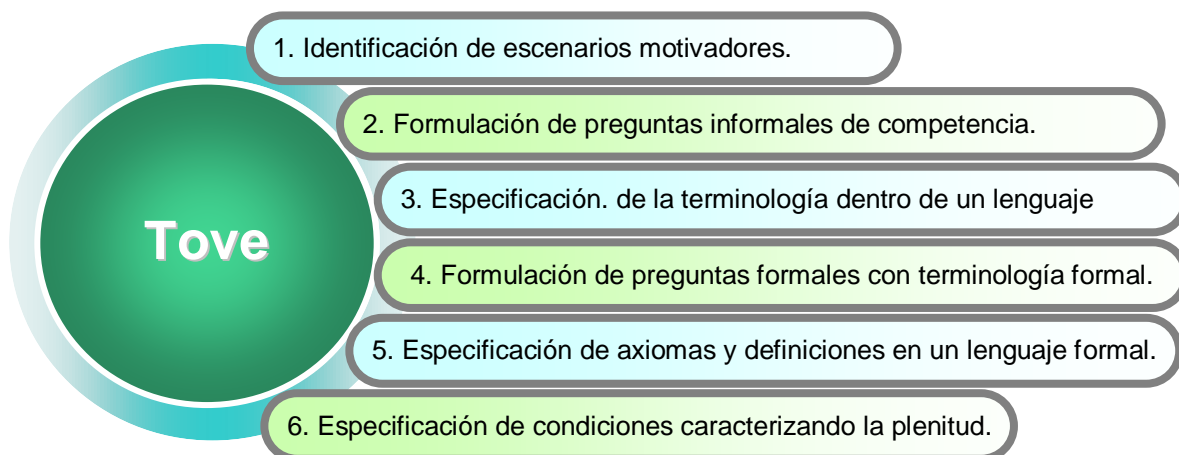 1. Identificación de escenarios motivadores.
2. Formulación de preguntas informales de competencia.
3. Especificación. de la terminología dentro de un lenguaje
Tove
4. Formulación de preguntas formales con terminología formal.
5. Especificación de axiomas y definiciones en un lenguaje formal.
6. Especificación de condiciones caracterizando la plenitud.